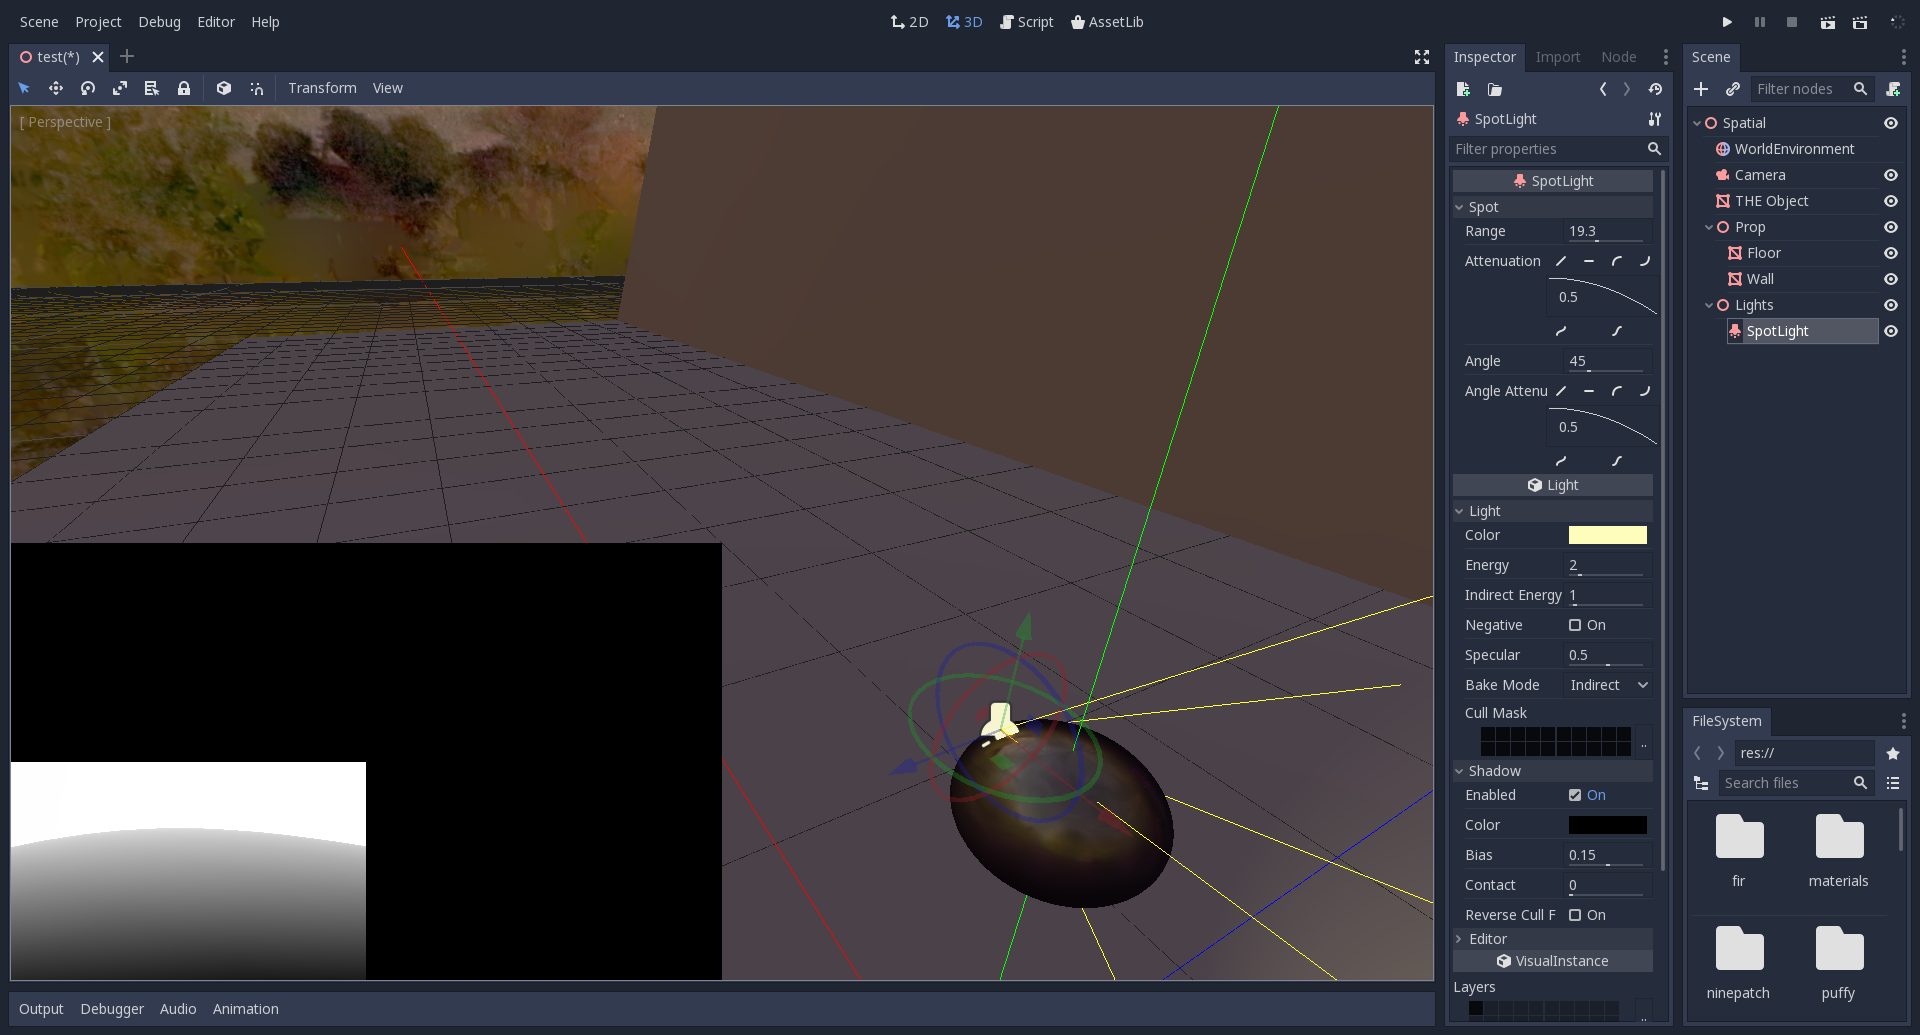 Scene Project Debug Editor Help
2D 3D Script AssetLib
test(*)
Transform View
[ Perspective ]
Output Debugger Audio Animation
Inspector Import Node
SpotLight
Filter properties
SpotLight
Spot
Range 19.3
Attenuation
0.5
Angle 45
Angle Attenu
0.5
Light
Light
Color
Energy 2
Indirect Energy 1
Negative On
Specular 0.5
Bake Mode Indirect
Cull Mask
..
Shadow
Enabled On
Color
Bias 0.15
Contact 0
Reverse Cull F On
Editor
VisualInstance
Layers
..
Scene
Filter nodes
Spatial
WorldEnvironment
Camera
THE Object
Prop
Floor
Wall
Lights
SpotLight
FileSystem
res://
Search files
fir materials
ninepatch puffy